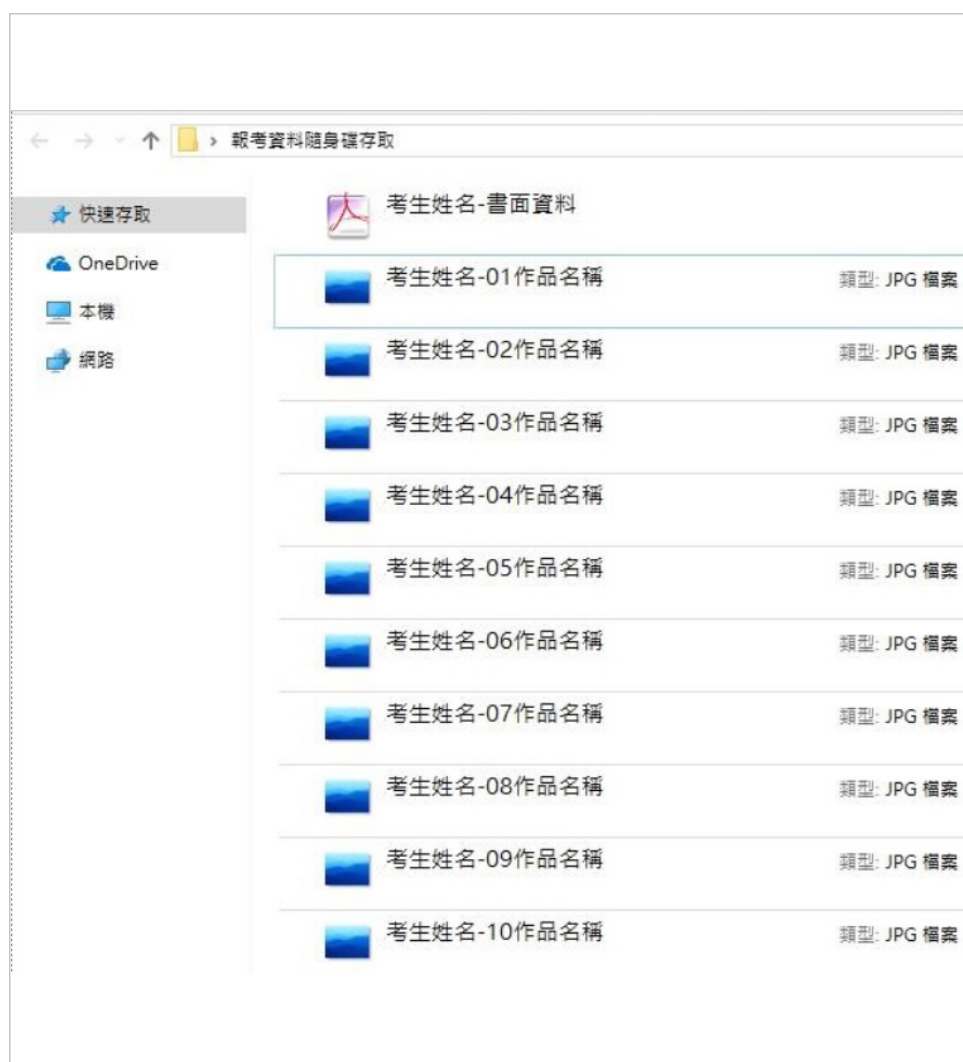 報考資料隨身碟存取
快速存取
OneDrive
本機
網路
考生姓名-書面資料
考生姓名-01作品名稱 類型: JPG 檔案
考生姓名-02作品名稱 類型: JPG 檔案
考生姓名-03作品名稱 類型: JPG 檔案
考生姓名-04作品名稱 類型: JPG 檔案
考生姓名-05作品名稱 類型: JPG 檔案
考生姓名-06作品名稱 類型: JPG 檔案
考生姓名-07作品名稱 類型: JPG 檔案
考生姓名-08作品名稱 類型: JPG 檔案
考生姓名-09作品名稱 類型: JPG 檔案
考生姓名-10作品名稱 類型: JPG 檔案